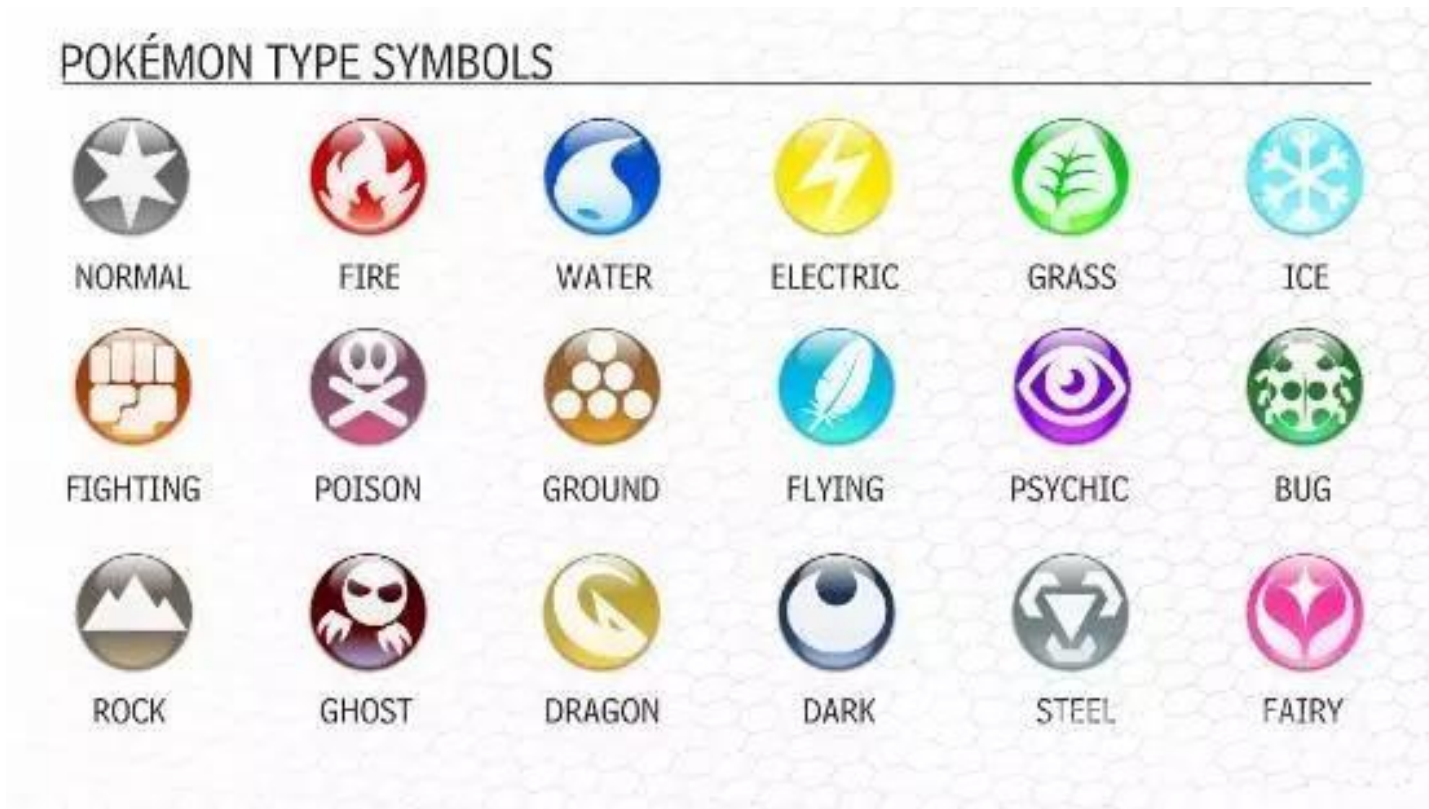 POKÉMON TYPE SYMBOLS
NORMAL FIRE WATER ELECTRIC GRASS ICE
FIGHTING POISON GROUND FLYING PSYCHIC BUG
ROCK GHOST DRAGON DARK STEEL FAIRY